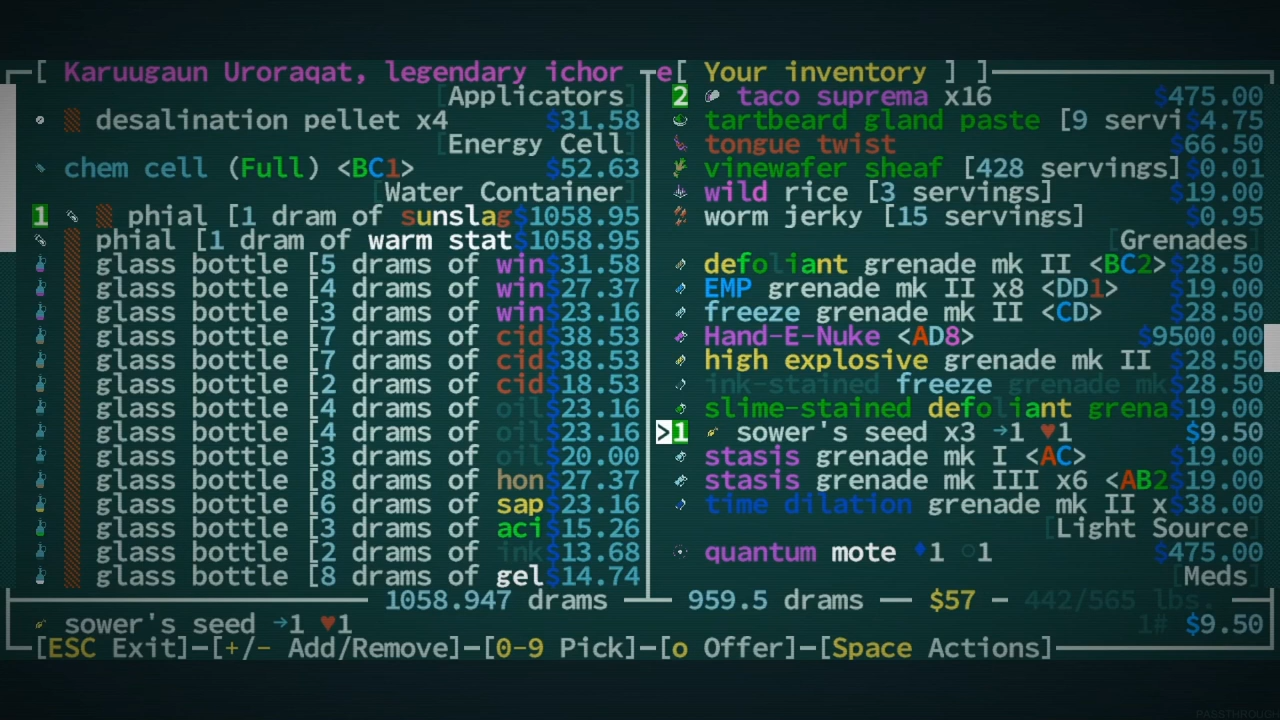 [ Karuugaun Uroraqat, legendary ichor e
[Applicators]
desalination pellet x4 $31.58
[Energy Cell]
chem cell (Full) <BC1> $52.63
[Water Container]
1 phial [1 dram of sunslag $1058.95
phial [1 dram of warm stat $1058.95
glass bottle [5 drams of win $31.58
glass bottle [4 drams of win $27.37
glass bottle [3 drams of win $23.16
glass bottle [7 drams of cid $38.53
glass bottle [7 drams of cid $38.53
glass bottle [2 drams of cid $18.53
glass bottle [4 drams of oil $23.16
glass bottle [4 drams of oil $20.00
glass bottle [8 drams of hon $27.37
glass bottle [6 drams of sap $23.16
glass bottle [3 drams of aci $15.26
glass bottle [2 drams of ink $13.68
glass bottle [8 drams of gel $14.74
1058.947 drams
[ Your inventory ] ]
2 taco suprema x16 $475.00
tartbeard gland paste [9 servi $4.75
tongue twist $66.50
vinewafer sheaf [428 servings] $0.01
wild rice [3 servings] $19.00
worm jerky [15 servings] $0.95
[Grenades]
defoliant grenade mk II <BC2> $28.50
EMP grenade mk II x8 <DD1> $19.00
freeze grenade mk II <CD> $28.50
Hand-E-Nuke <AD8> $9500.00
high explosive grenade mk II $28.50
ink-stained freeze grenade mk $28.50
slime-stained defoliant grena $19.00
>1 sower's seed x3 →1 ♥1 $9.50
stasis grenade mk I <AC> $19.00
stasis grenade mk III x6 <AB2 $19.00
time dilation grenade mk II x $38.00
[Light Source]
quantum mote ♦1 ○1 $475.00
[Meds]
959.5 drams — $57 — 442/565 lbs.
sower's seed →1 ♥1 1# $9.50
[ESC Exit]—[+/- Add/Remove]—[0-9 Pick]—[o Offer]—[Space Actions]